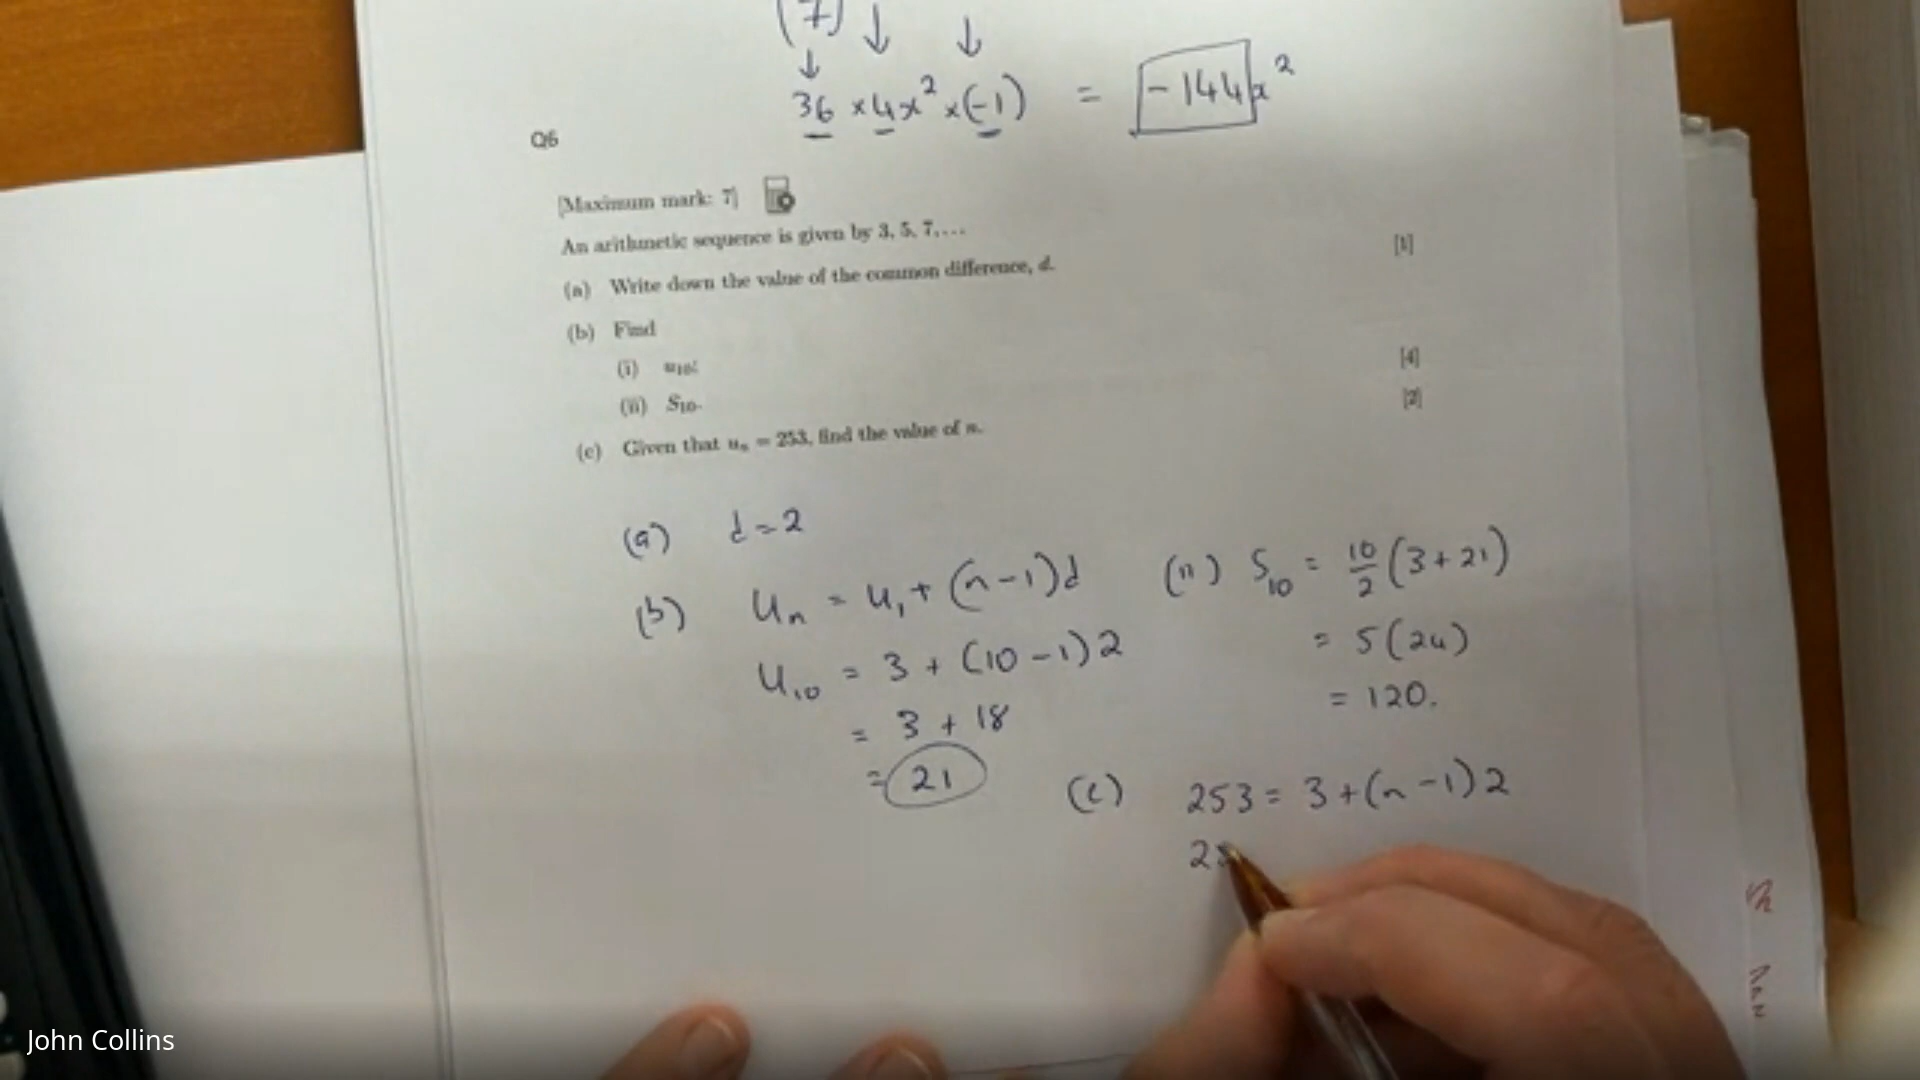 (7) ↓ ↓
↓
36 × 4x² × (-1) = -144x²
Q6
[Maximum mark: 7]
An arithmetic sequence is given by 3, 5, 7,…
(a) Write down the value of the common difference, d. [1]
(b) Find
(i) u₁₀; [4]
(ii) S₁₀. [2]
(c) Given that uₙ = 253, find the value of n.
(a) d = 2
(b) uₙ = u₁ + (n-1)d
u₁₀ = 3 + (10-1)2
= 3 + 18
= 21
(ii) S₁₀ = 10/2 (3+21)
= 5(24)
= 120.
(c) 253 = 3+(n-1)2
25
John Collins